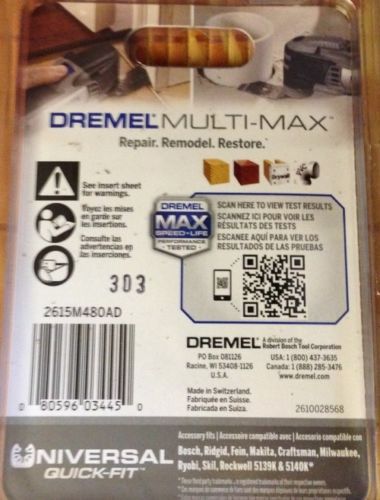 DREMEL MULTI-MAX™
Repair. Remodel. Restore.
Drywall
See insert sheet
for warnings.
Voyez les mises
en garde sur
les insertions.
Consulte las
advertencias en
las inserciones.
DREMEL
MAX
SPEED•LIFE
PERFORMANCE
TESTED
SCAN HERE TO VIEW TEST RESULTS
SCANNEZ ICI POUR VOIR LES
RÉSULTATS DES TESTS
ESCANEE AQUÍ PARA VER LOS
RESULTADOS DE LAS PRUEBAS
303
2615M480AD
0 80596 03445 0
DREMEL
A division of the
Robert Bosch Tool Corporation
PO Box 081126
Racine, WI 53408-1126
U.S.A.
USA: 1 (800) 437-3635
Canada: 1 (888) 285-3476
www.dremel.com
Made in Switzerland.
Fabriquée en Suisse.
Fabricada en Suiza.
2610028568
UNIVERSAL
QUICK-FIT™
Accessory fits | Accessoire compatible avec | Accesorio compatible con
Bosch, Ridgid, Fein, Makita, Craftsman, Milwaukee,
Ryobi, Skil, Rockwell 5139K & 5140K*